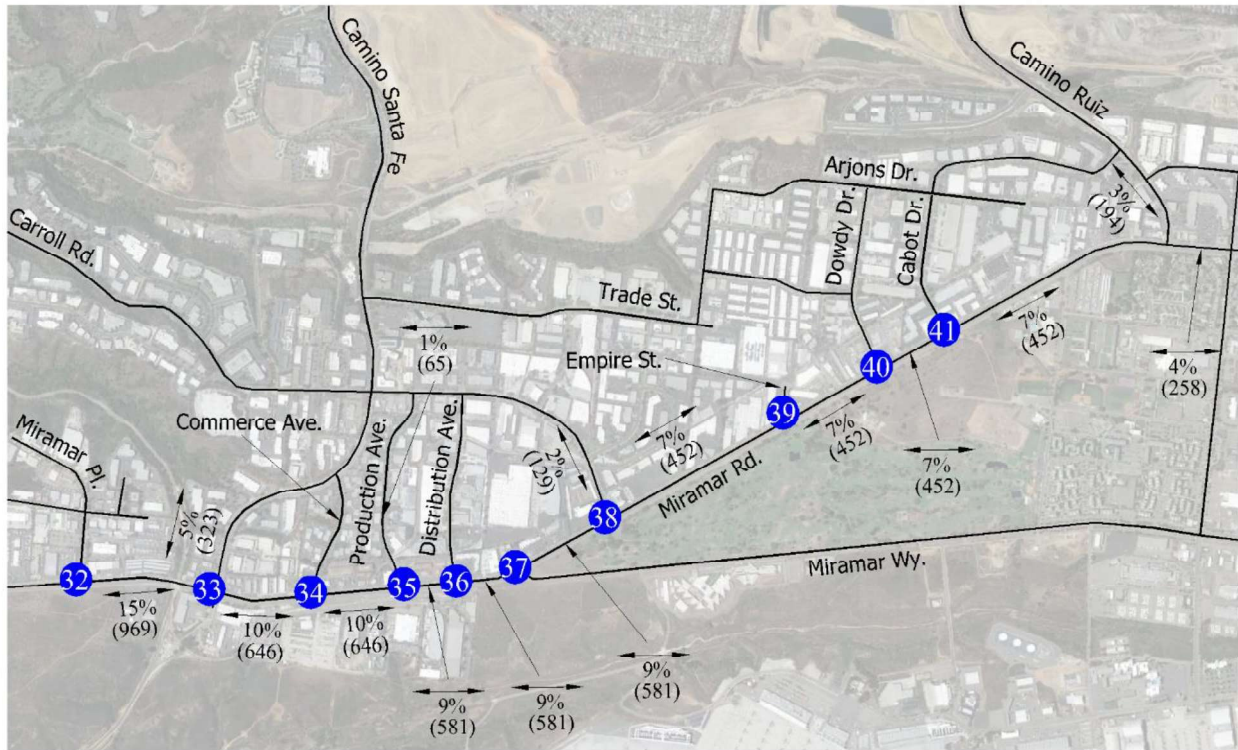 Camino Santa Fe
Camino Ruiz
Arjons Dr.
3%
(194)
Dowdy Dr.
Cabot Dr.
Carroll Rd.
Trade St.
1%
(65)
Empire St.
41
7%
(452)
40
4%
(258)
39
Commerce Ave.
Miramar Pl.
Production Ave.
Distribution Ave.
2%
(129)
7%
(452)
7%
(452)
7%
(452)
Miramar Rd.
5%
(323)
38
37
Miramar Wy.
32
33
34
35
36
15%
(969)
10%
(646)
10%
(646)
9%
(581)
9%
(581)
9%
(581)